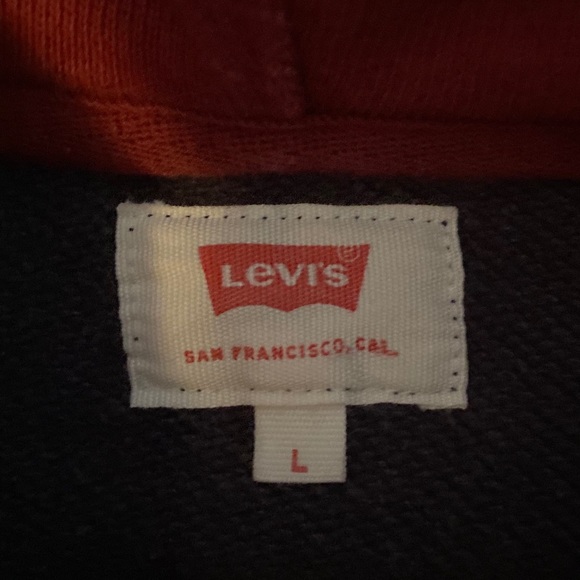 Levi's®
SAN FRANCISCO, CAL.
L